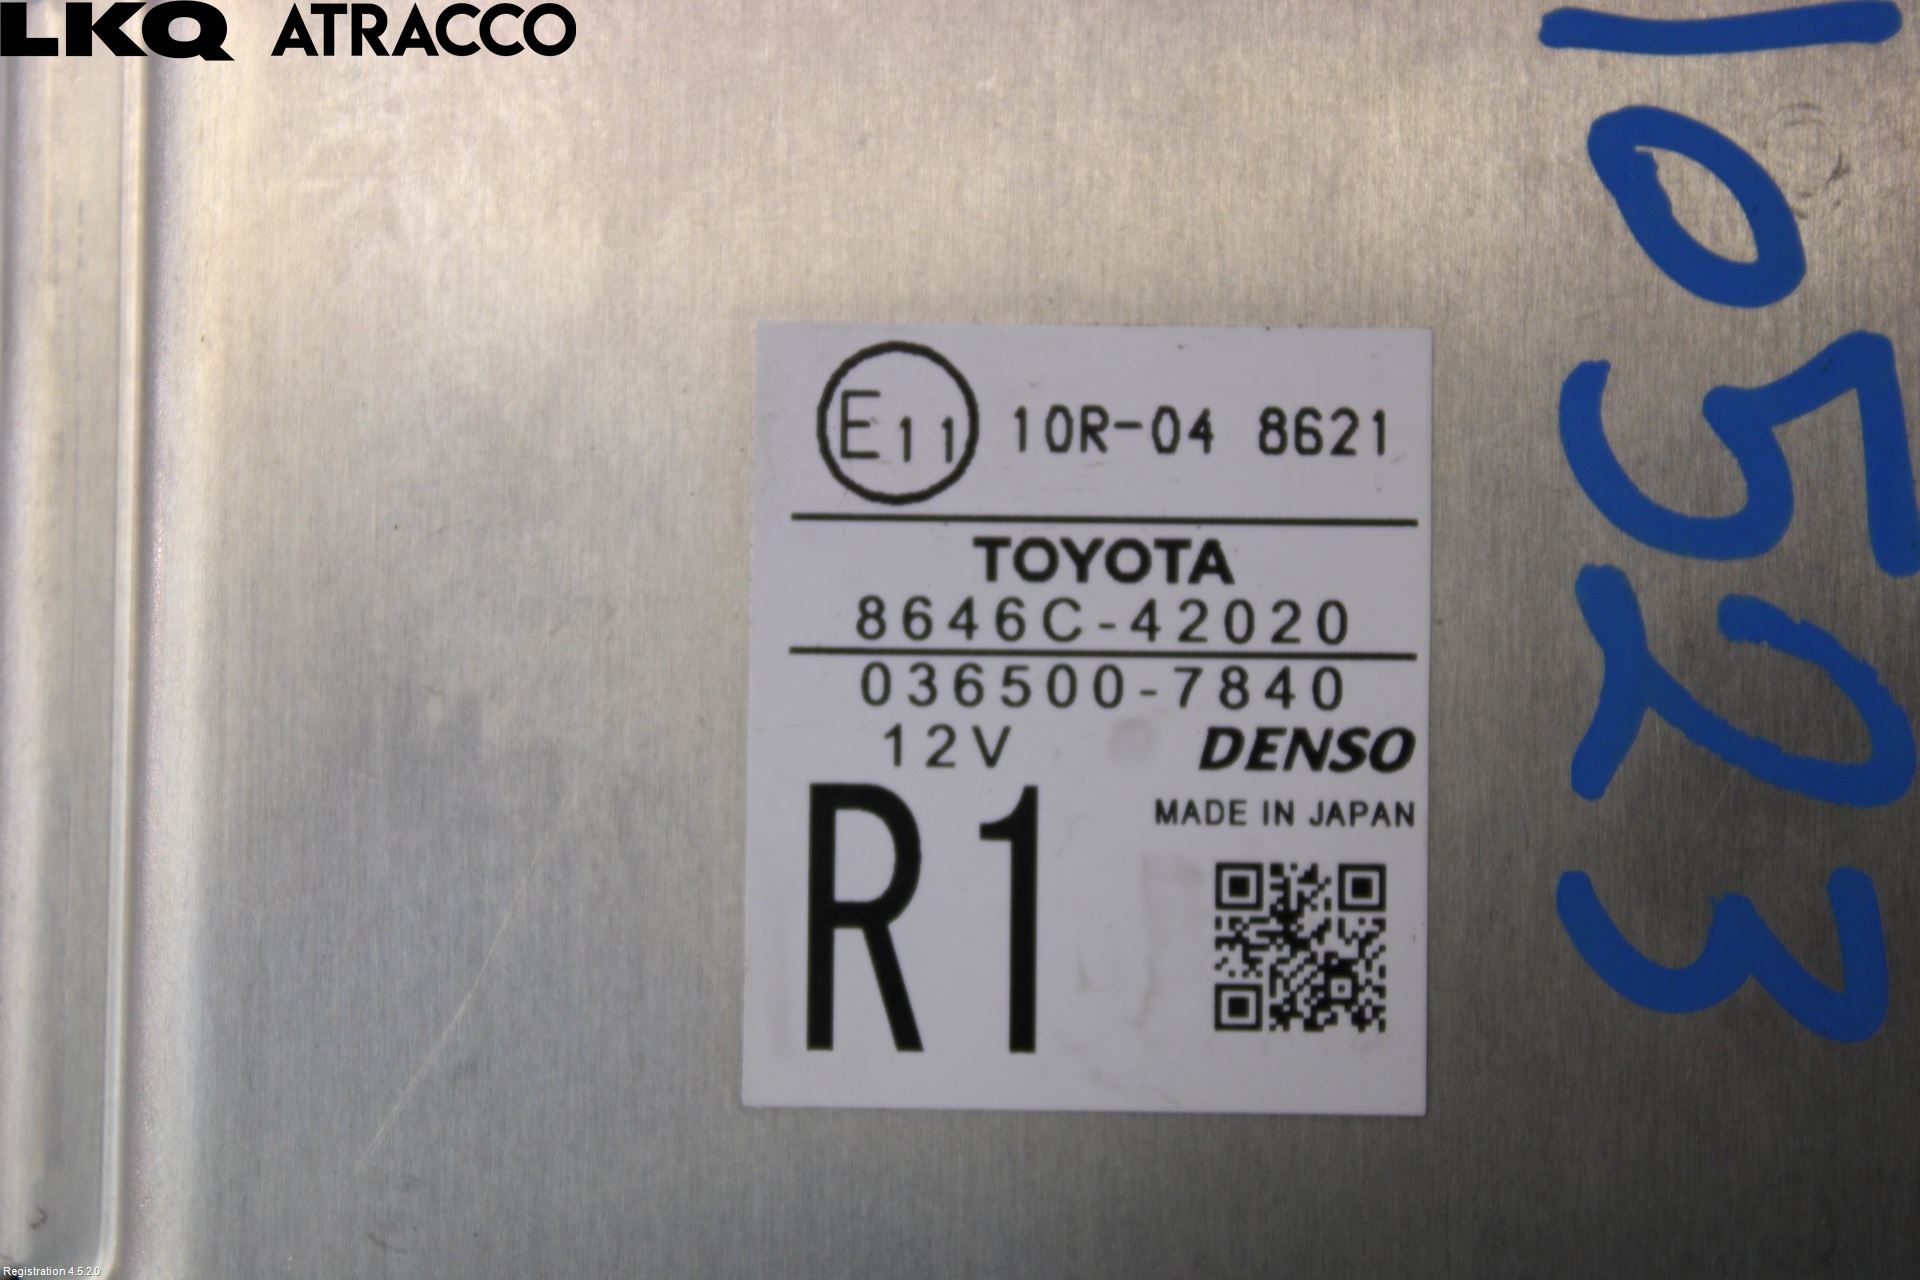 LKQ ATRACCO
E11 10R-04 8621
TOYOTA
8646C-42020
036500-7840
12V DENSO
MADE IN JAPAN
R1
10523
Registration 4.5.2.0